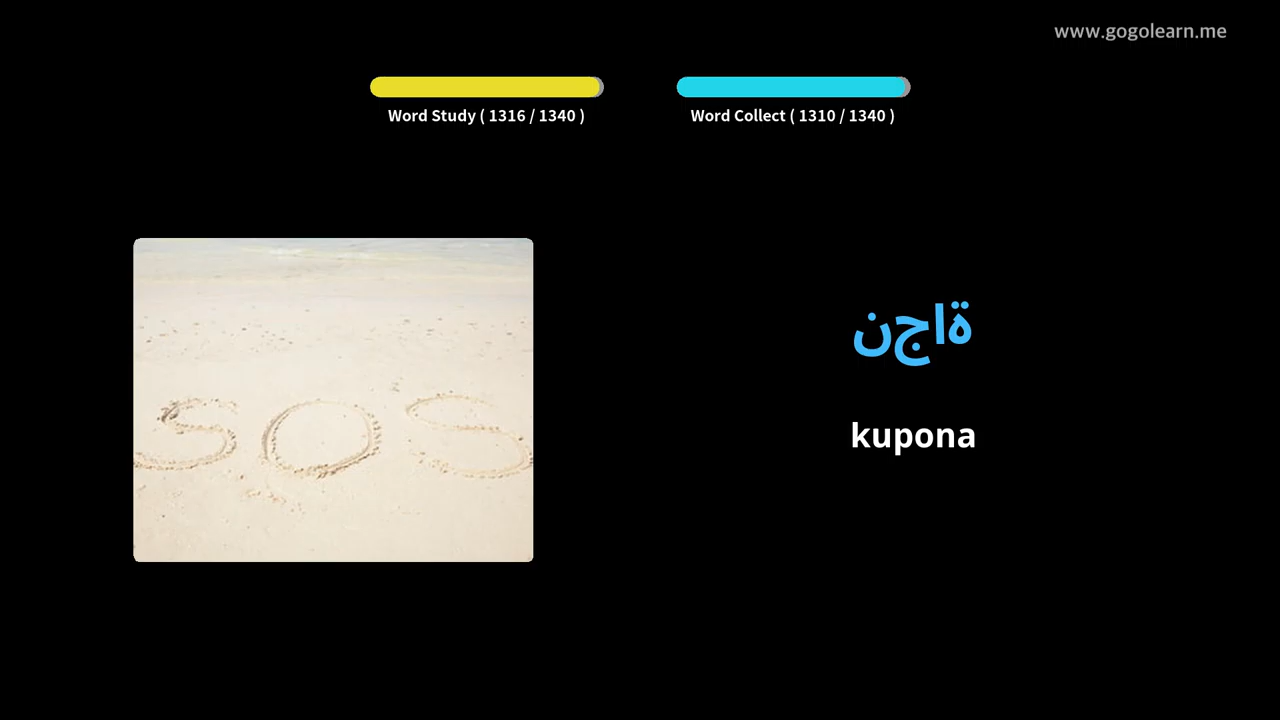 www.gogolearn.me
Word Study ( 1316 / 1340 )
Word Collect ( 1310 / 1340 )
SOS
نجاة
kupona